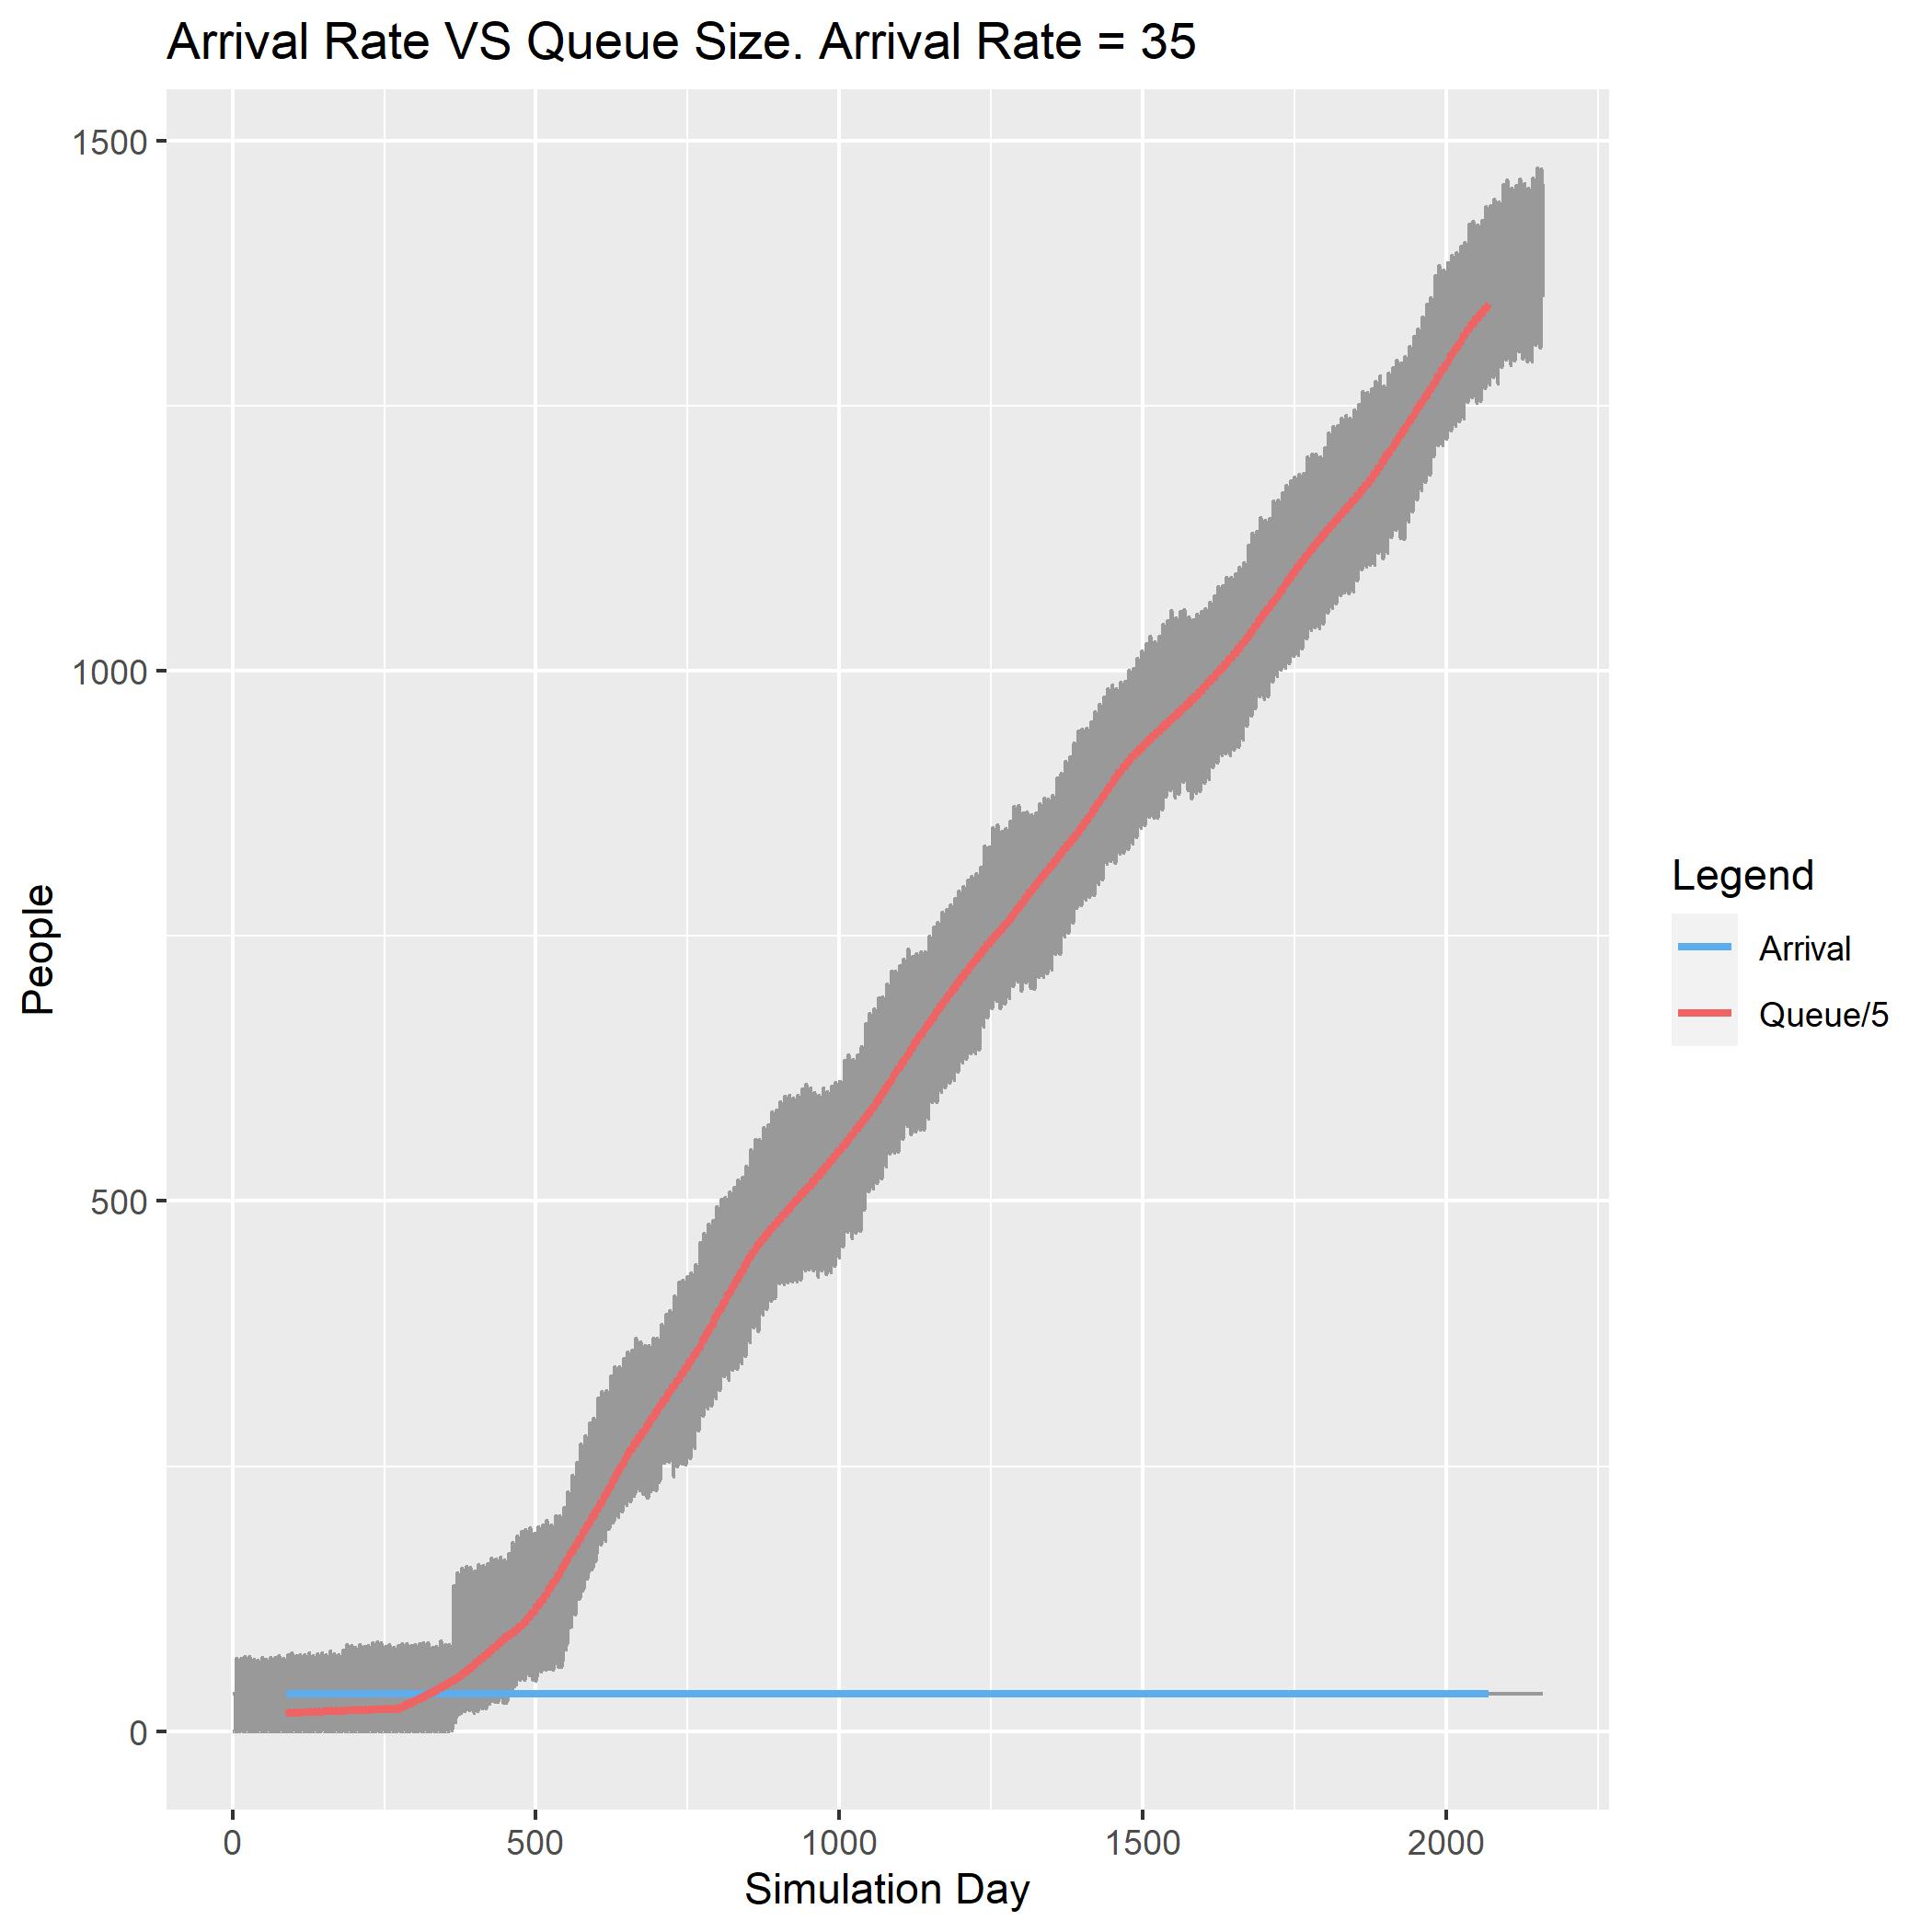 Arrival Rate VS Queue Size. Arrival Rate = 35
1500
1000
500
0
People
0 500 1000 1500 2000
Simulation Day
Legend
Arrival
Queue/5